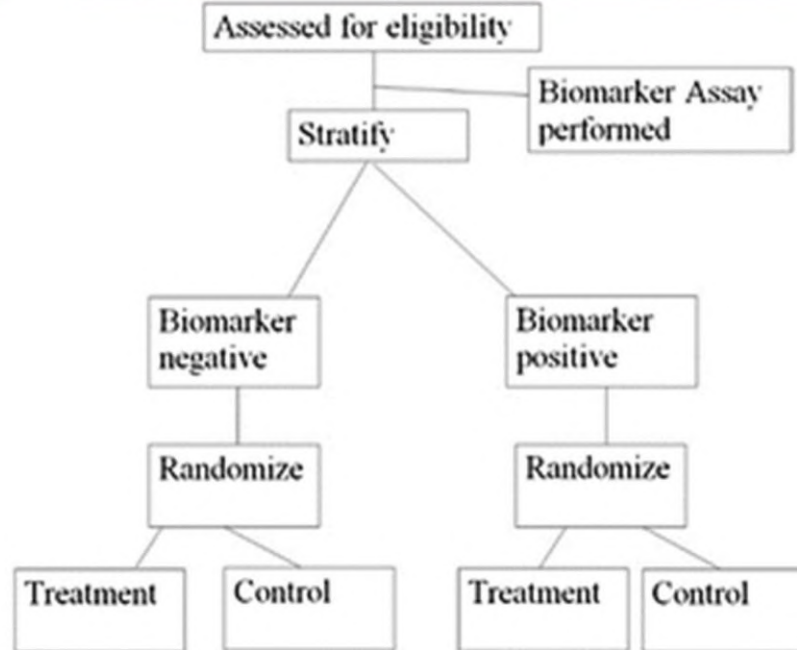 Assessed for eligibility
Biomarker Assay
performed
Stratify
Biomarker
negative
Biomarker
positive
Randomize
Randomize
Treatment
Control
Treatment
Control